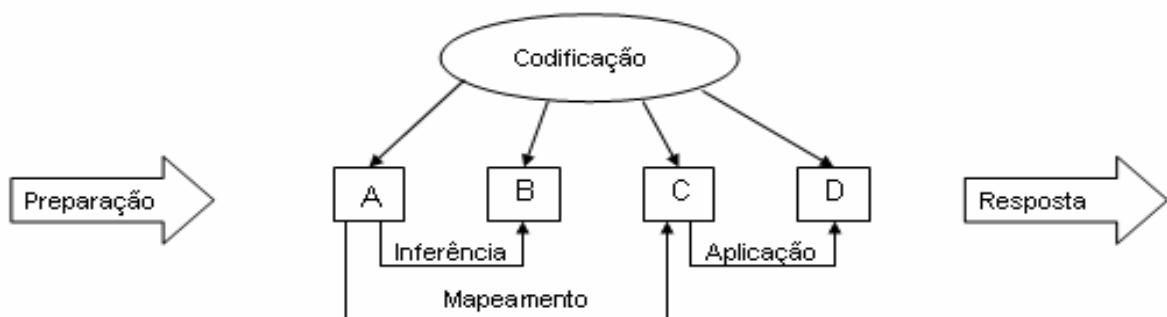 Codificação
Preparação
A
B
C
D
Resposta
Inferência
Aplicação
Mapeamento